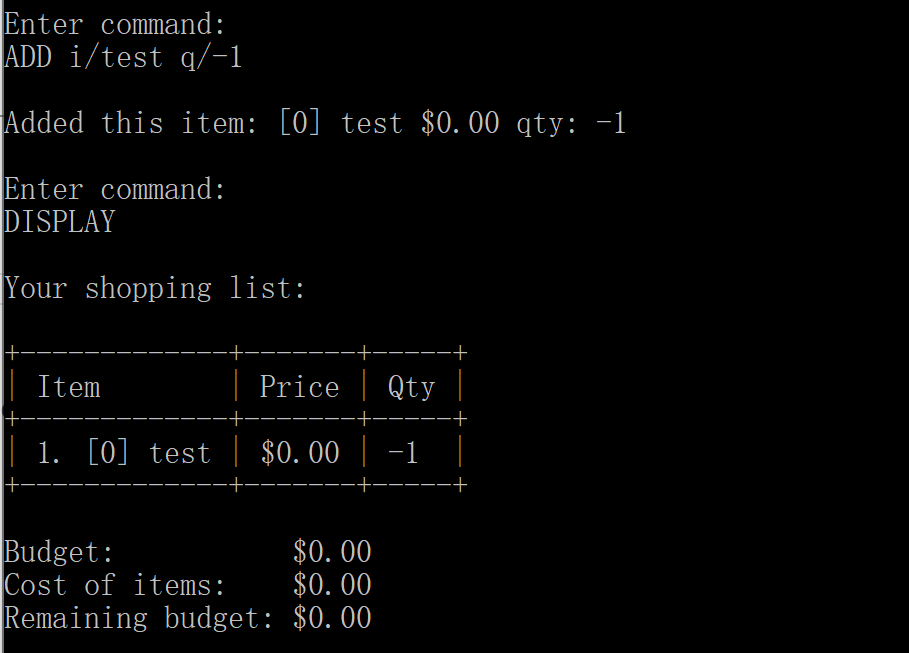 Enter command:
ADD i/test q/-1
Added this item: [0] test $0.00 qty: -1
Enter command:
DISPLAY
Your shopping list:
+-------------+-------+-----+
| Item        | Price | Qty |
+-------------+-------+-----+
| 1. [0] test | $0.00 | -1  |
+-------------+-------+-----+
Budget:           $0.00
Cost of items:    $0.00
Remaining budget: $0.00